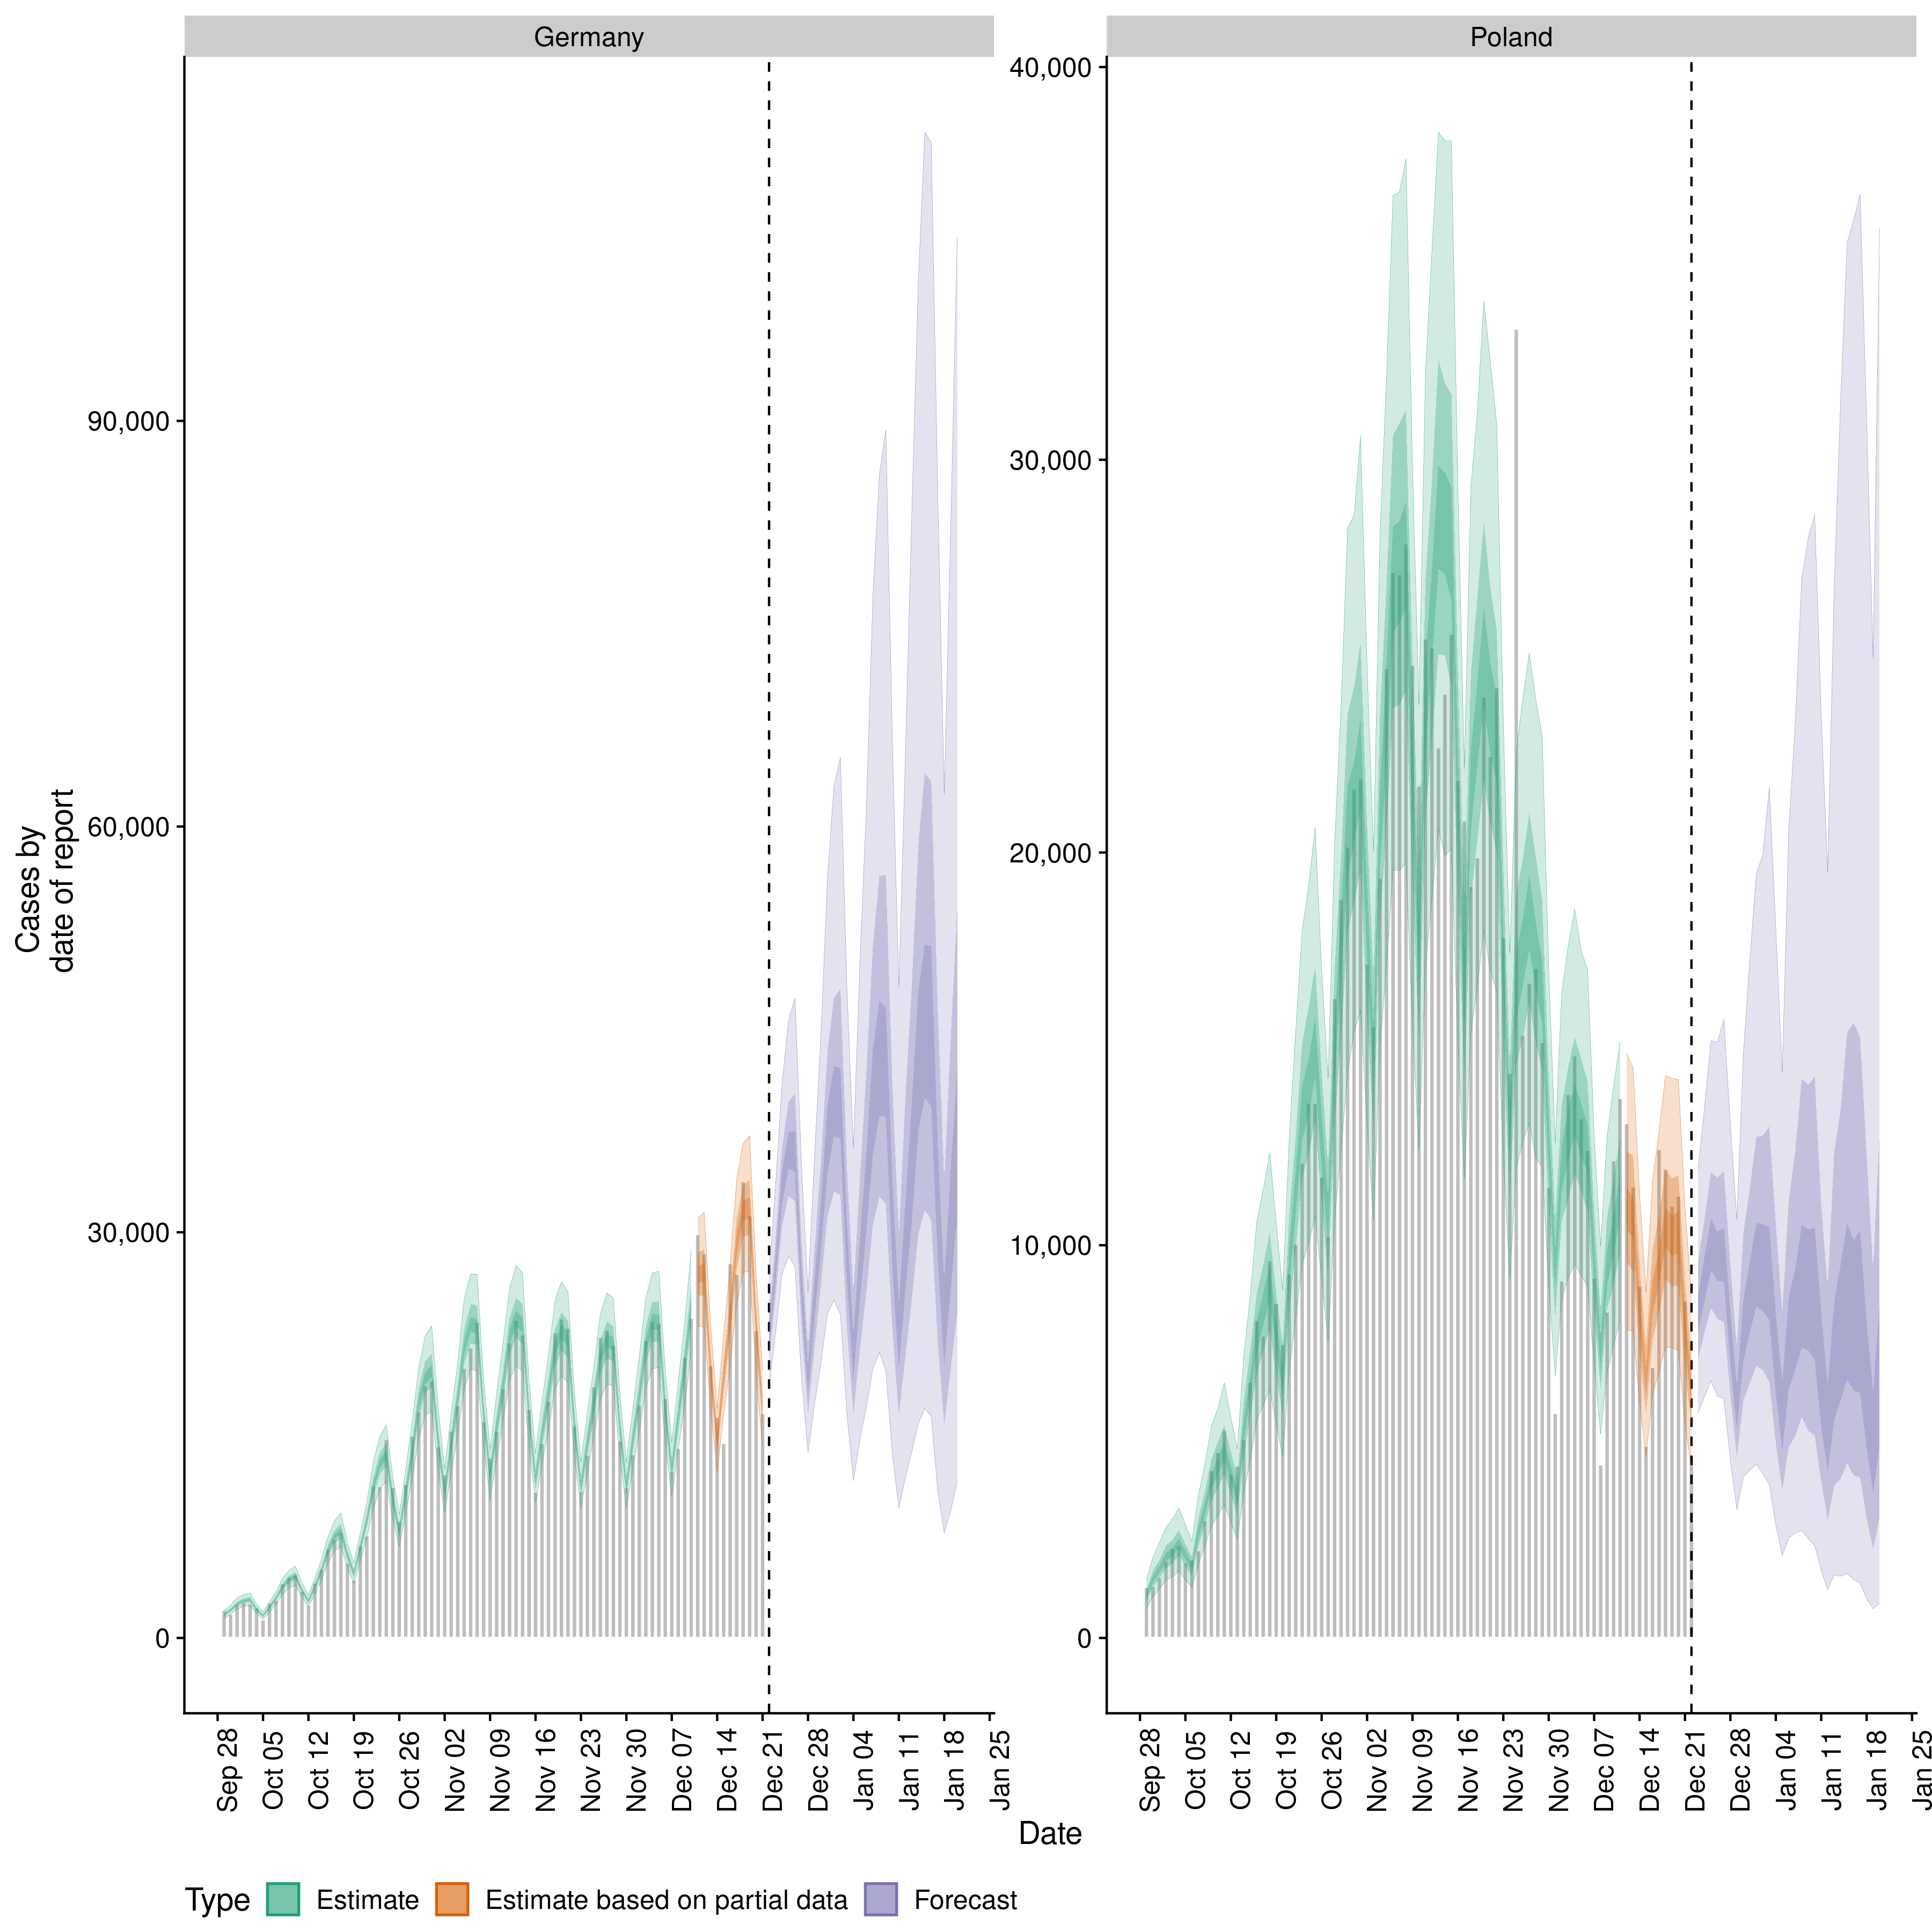 Germany
Poland
Cases by
date of report
90,000
60,000
30,000
0
40,000
30,000
20,000
10,000
0
Sep 28
Oct 05
Oct 12
Oct 19
Oct 26
Nov 02
Nov 09
Nov 16
Nov 23
Nov 30
Dec 07
Dec 14
Dec 21
Dec 28
Jan 04
Jan 11
Jan 18
Jan 25
Sep 28
Oct 05
Oct 12
Oct 19
Oct 26
Nov 02
Nov 09
Nov 16
Nov 23
Nov 30
Dec 07
Dec 14
Dec 21
Dec 28
Jan 04
Jan 11
Jan 18
Jan 25
Date
Type Estimate Estimate based on partial data Forecast